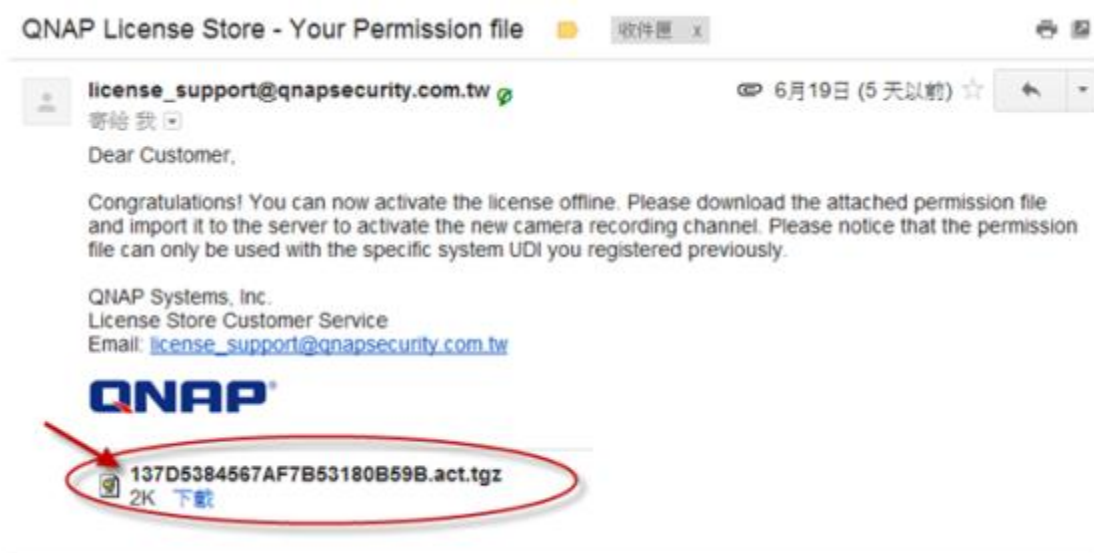 QNAP License Store - Your Permission file 收件匣 x
license_support@qnapsecurity.com.tw 6月19日 (5 天以前)
寄給 我
Dear Customer,
Congratulations! You can now activate the license offline. Please download the attached permission file
and import it to the server to activate the new camera recording channel. Please notice that the permission
file can only be used with the specific system UDI you registered previously.
QNAP Systems, Inc.
License Store Customer Service
Email: license_support@qnapsecurity.com.tw
QNAP
137D5384567AF7B53180B59B.act.tgz
2K 下載